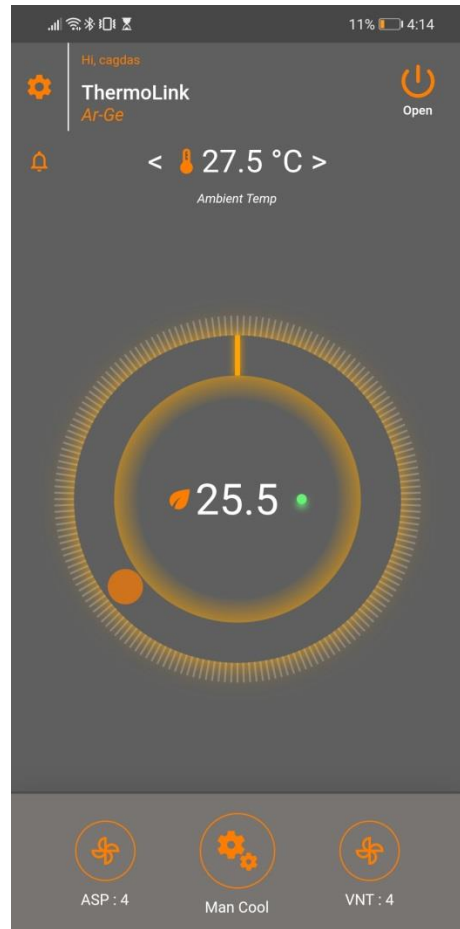 11% 4:14
Hi, cagdas
ThermoLink
Ar-Ge
Open
< 27.5 °C >
Ambient Temp
25.5
ASP : 4
Man Cool
VNT : 4